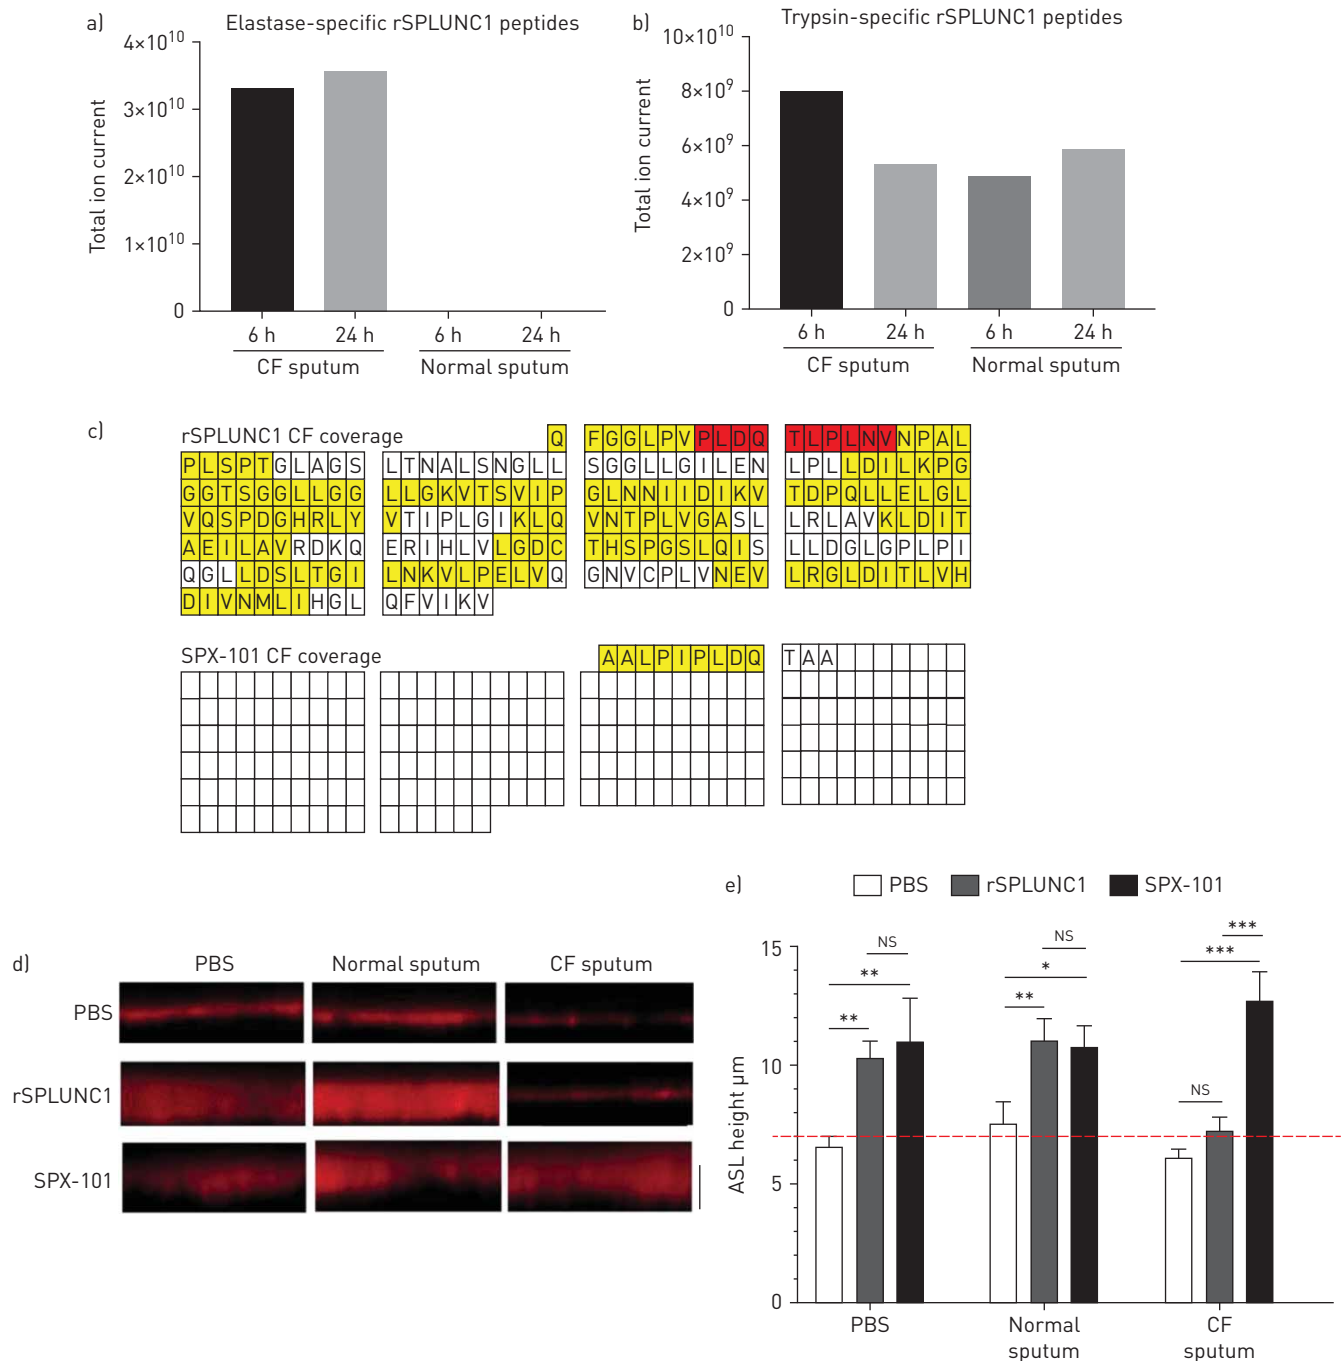 a) Elastase-specific rSPLUNC1 peptides
Total ion current
4×10¹⁰
3×10¹⁰
2×10¹⁰
1×10¹⁰
0
6 h 24 h 6 h 24 h
CF sputum Normal sputum
b) Trypsin-specific rSPLUNC1 peptides
Total ion current
10×10¹⁰
8×10⁹
6×10⁹
4×10⁹
2×10⁹
0
6 h 24 h 6 h 24 h
CF sputum Normal sputum
c)
rSPLUNC1 CF coverage Q FGGLPVPLDQ TLPLNVNPAL
PLSPTGLAGS LTNALSNGLL SGGLLGILEN LPLLDILKPG
GGTSGGLLGG LLGKVTSVIP GLNNIIDIKV TDPQLLELGL
VQSPDGHRLY VTIPLGIKLQ VNTPLVGASL LRLAVKLDIT
AEILAVRDKQ ERIHLVLGDC THSPGSLQIS LLDGLGPLPI
QGLLDSLTGI LNKVLPELVQ GNVCPLVNEV LRGLDITLVH
DIVNMLIHGL QFVIKV
SPX-101 CF coverage AALPIPLDQ TAA
d)
PBS Normal sputum CF sputum
PBS
rSPLUNC1
SPX-101
e)
PBS rSPLUNC1 SPX-101
ASL height μm
15
10
5
0
** ** NS
** * NS
NS *** ***
PBS Normal sputum CF sputum